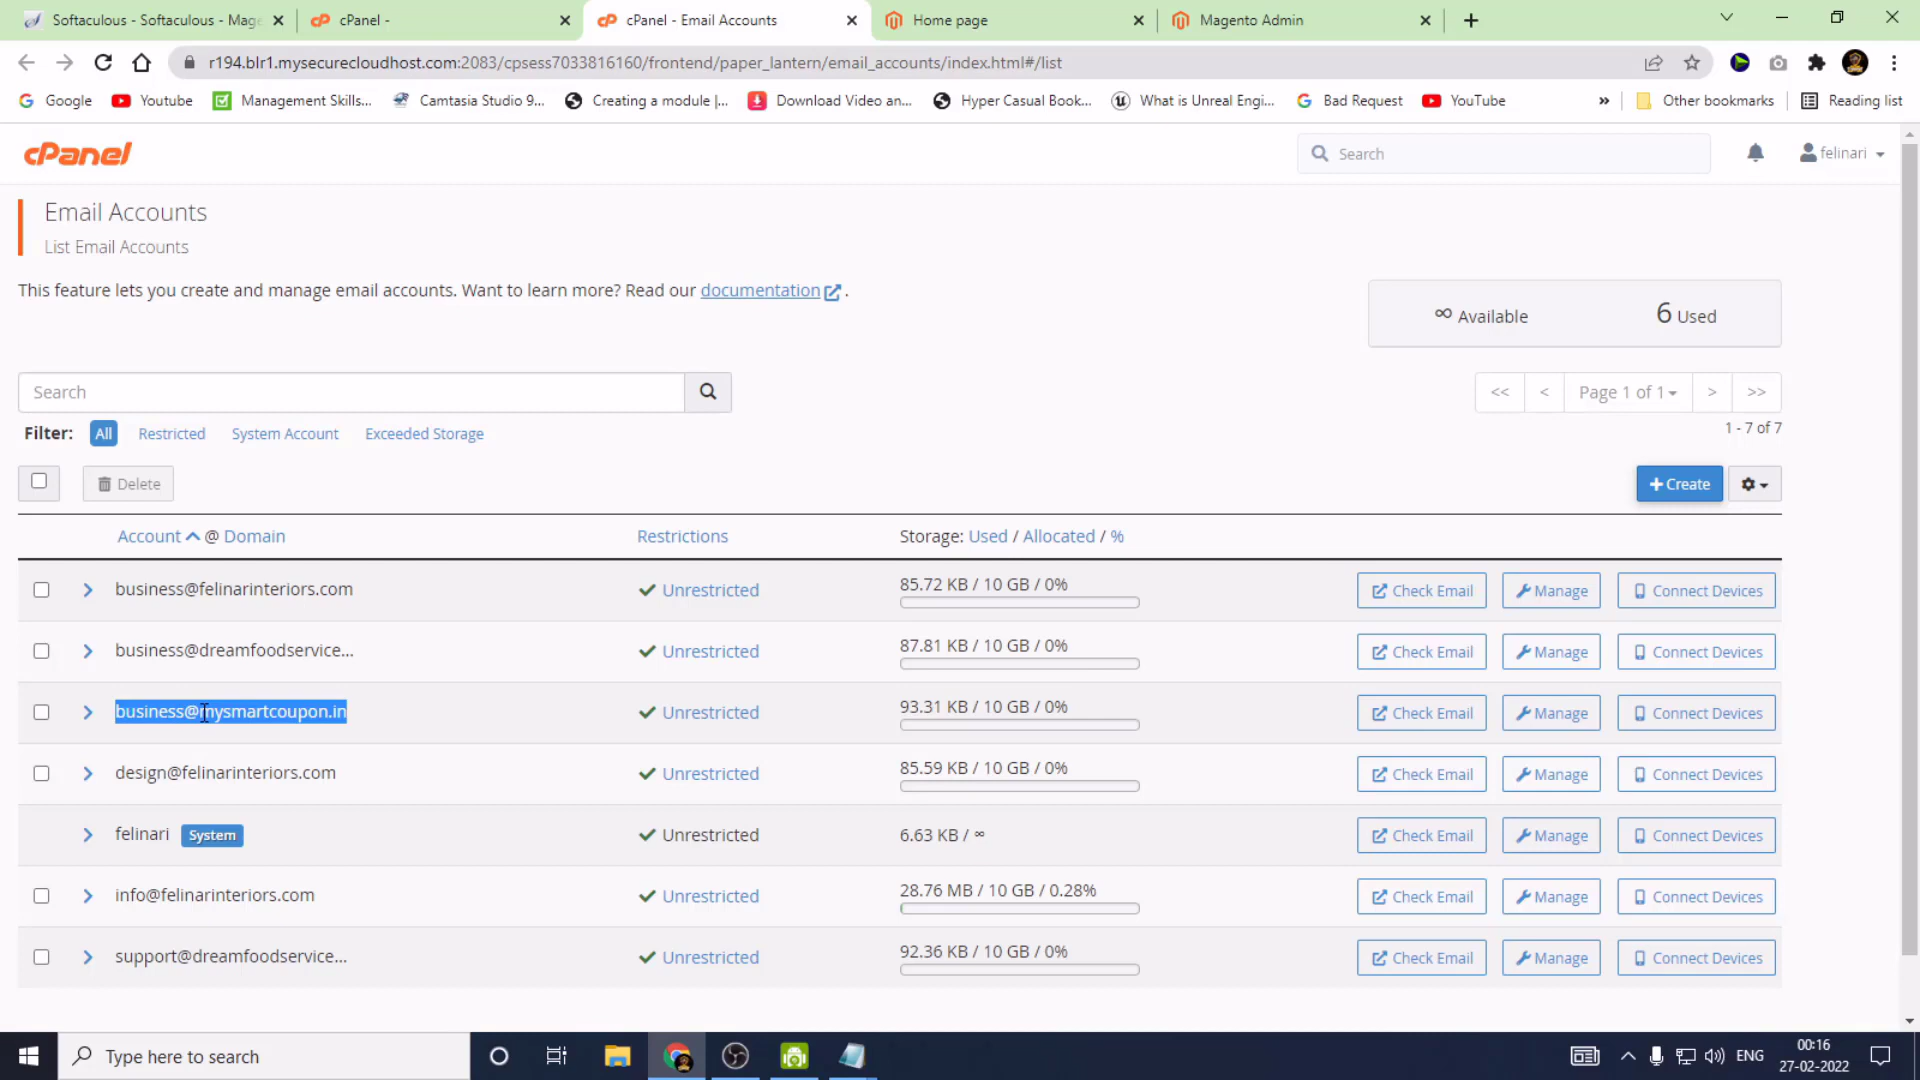 Softaculous - Softaculous - Mage
cPanel -
cPanel - Email Accounts
Home page
Magento Admin
r194.blr1.mysecurecloudhost.com:2083/cpsess7033816160/frontend/paper_lantern/email_accounts/index.html#/list
Google
Youtube
Management Skills...
Camtasia Studio 9...
Creating a module |...
Download Video an...
Hyper Casual Book...
What is Unreal Engi...
Bad Request
YouTube
»
Other bookmarks
Reading list
cPanel
Search
felinari
Email Accounts
List Email Accounts
This feature lets you create and manage email accounts. Want to learn more? Read our documentation .
∞ Available
6 Used
Search
<< < Page 1 of 1 > >>
Filter: All Restricted System Account Exceeded Storage
1 - 7 of 7
Delete
+ Create
Account @ Domain
Restrictions
Storage: Used / Allocated / %
business@felinarinteriors.com Unrestricted 85.72 KB / 10 GB / 0% Check Email Manage Connect Devices
business@dreamfoodservice... Unrestricted 87.81 KB / 10 GB / 0% Check Email Manage Connect Devices
business@mysmartcoupon.in Unrestricted 93.31 KB / 10 GB / 0% Check Email Manage Connect Devices
design@felinarinteriors.com Unrestricted 85.59 KB / 10 GB / 0% Check Email Manage Connect Devices
felinari System Unrestricted 6.63 KB / ∞ Check Email Manage Connect Devices
info@felinarinteriors.com Unrestricted 28.76 MB / 10 GB / 0.28% Check Email Manage Connect Devices
support@dreamfoodservice... Unrestricted 92.36 KB / 10 GB / 0% Check Email Manage Connect Devices
Type here to search
ENG
00:16
27-02-2022